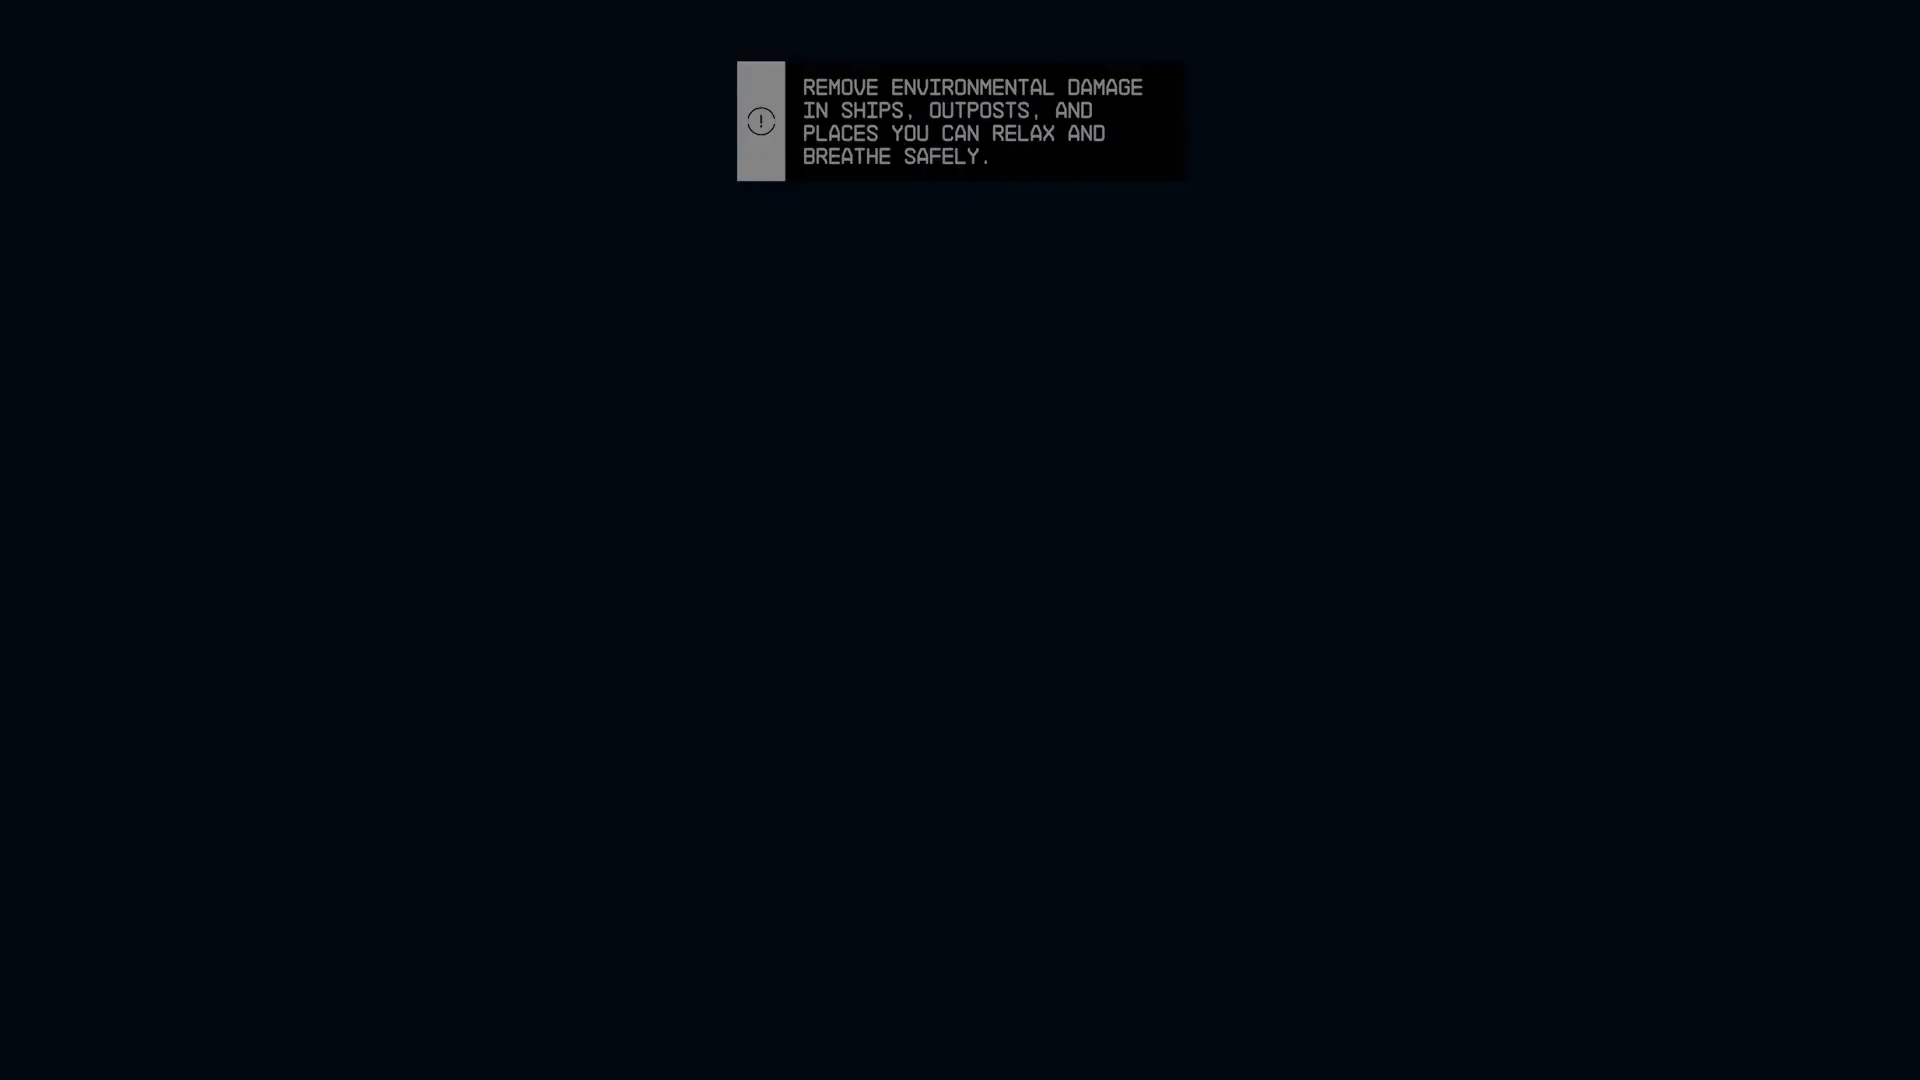 REMOVE ENVIRONMENTAL DAMAGE
IN SHIPS, OUTPOSTS, AND
PLACES YOU CAN RELAX AND
BREATHE SAFELY.